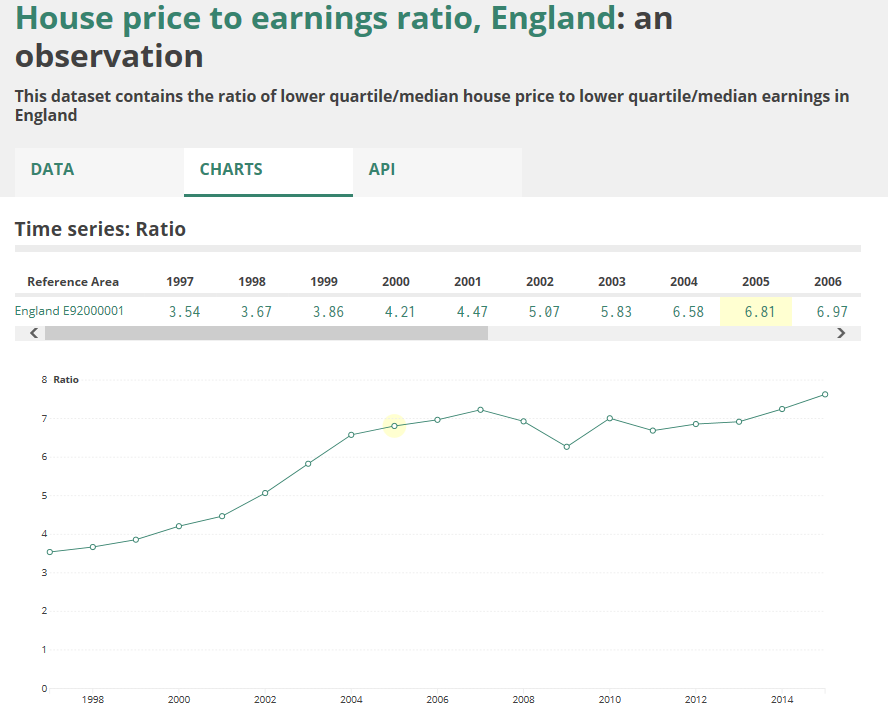 House price to earnings ratio, England: an
observation
This dataset contains the ratio of lower quartile/median house price to lower quartile/median earnings in
England
DATA CHARTS API
Time series: Ratio
Reference Area 1997 1998 1999 2000 2001 2002 2003 2004 2005 2006
England E92000001 3.54 3.67 3.86 4.21 4.47 5.07 5.83 6.58 6.81 6.97
8 Ratio
7
6
5
4
3
2
1
0
1998 2000 2002 2004 2006 2008 2010 2012 2014